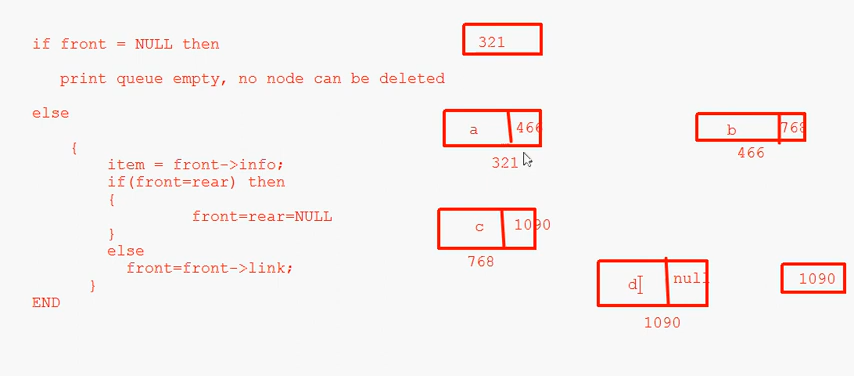 if front = NULL then
print queue empty, no node can be deleted
else
{
item = front->info;
if(front=rear) then
{
front=rear=NULL
}
else
front=front->link;
}
END
321
a 466
321
b 768
466
c 1090
768
d null
1090
1090